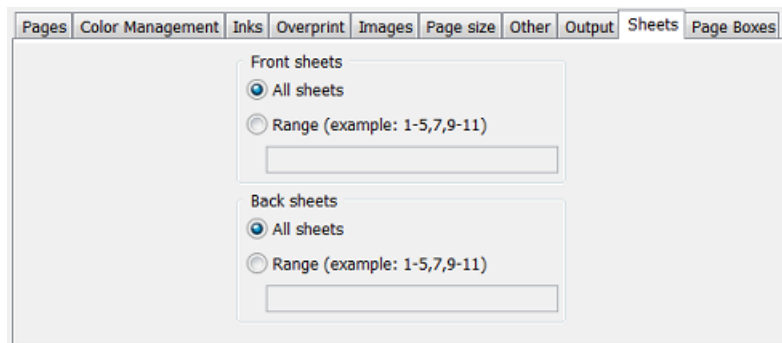 Pages Color Management Inks Overprint Images Page size Other Output Sheets Page Boxes
Front sheets
All sheets
Range (example: 1-5,7,9-11)
Back sheets
All sheets
Range (example: 1-5,7,9-11)